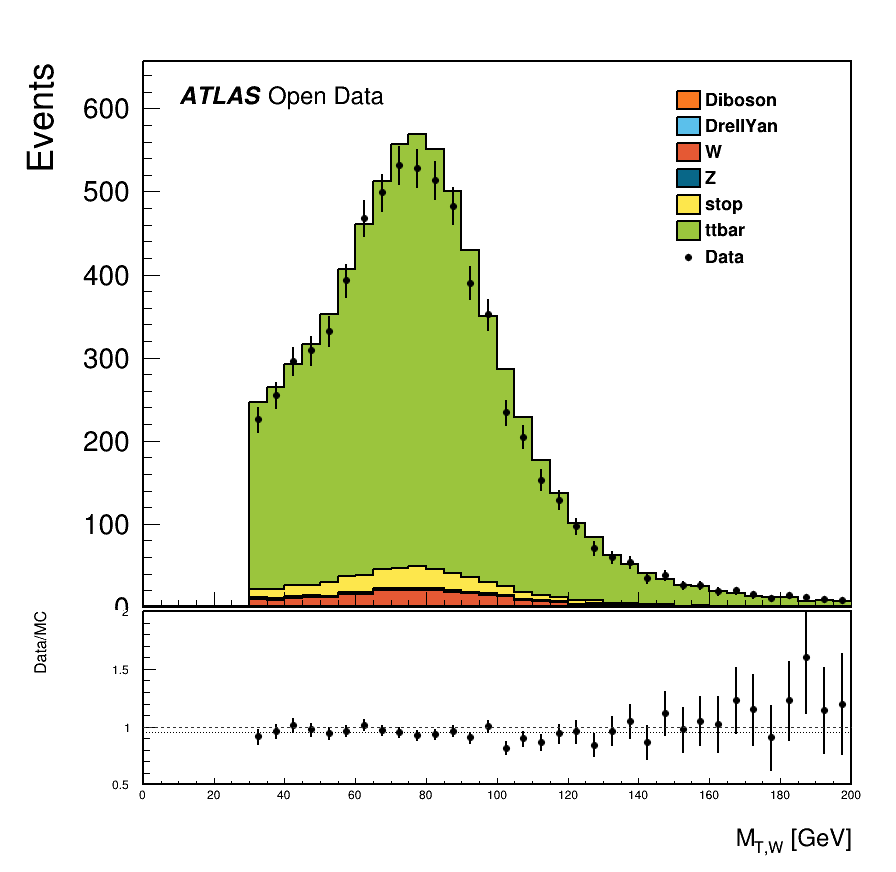 Events
ATLAS Open Data
Diboson
DrellYan
W
Z
stop
ttbar
Data
600
500
400
300
200
100
0
Data/MC
2
1.5
1
0.5
0 20 40 60 80 100 120 140 160 180 200
M_T,W [GeV]